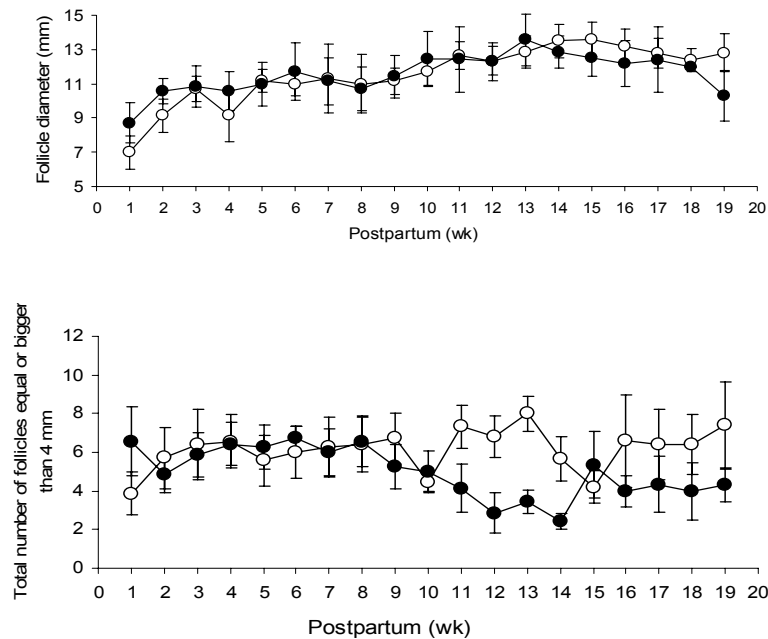 Follicle diameter (mm)
15
13
11
9
7
5
0 1 2 3 4 5 6 7 8 9 10 11 12 13 14 15 16 17 18 19 20
Postpartum (wk)
Total number of follicles equal or bigger
than 4 mm
12
10
8
6
4
2
0
0 1 2 3 4 5 6 7 8 9 10 11 12 13 14 15 16 17 18 19 20
Postpartum (wk)